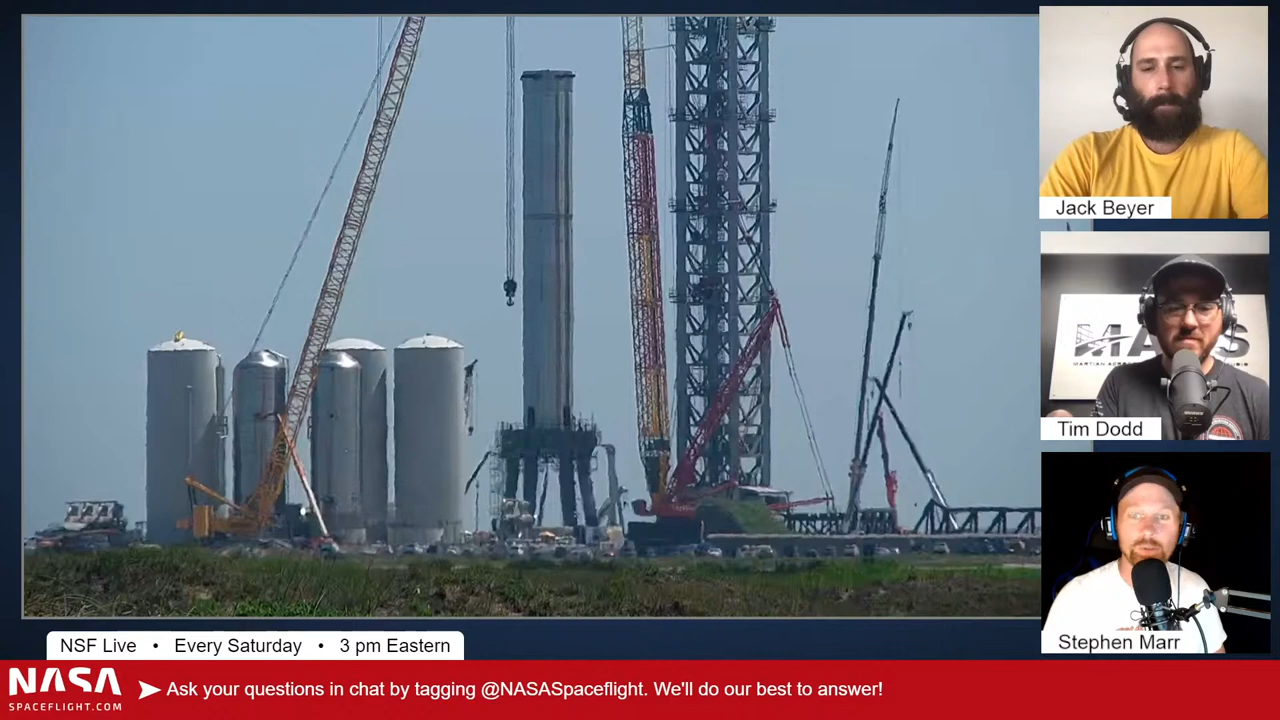 Jack Beyer
MARS
Tim Dodd
Stephen Marr
NSF Live • Every Saturday • 3 pm Eastern
NASA
SPACEFLIGHT.COM
Ask your questions in chat by tagging @NASASpaceflight. We'll do our best to answer!